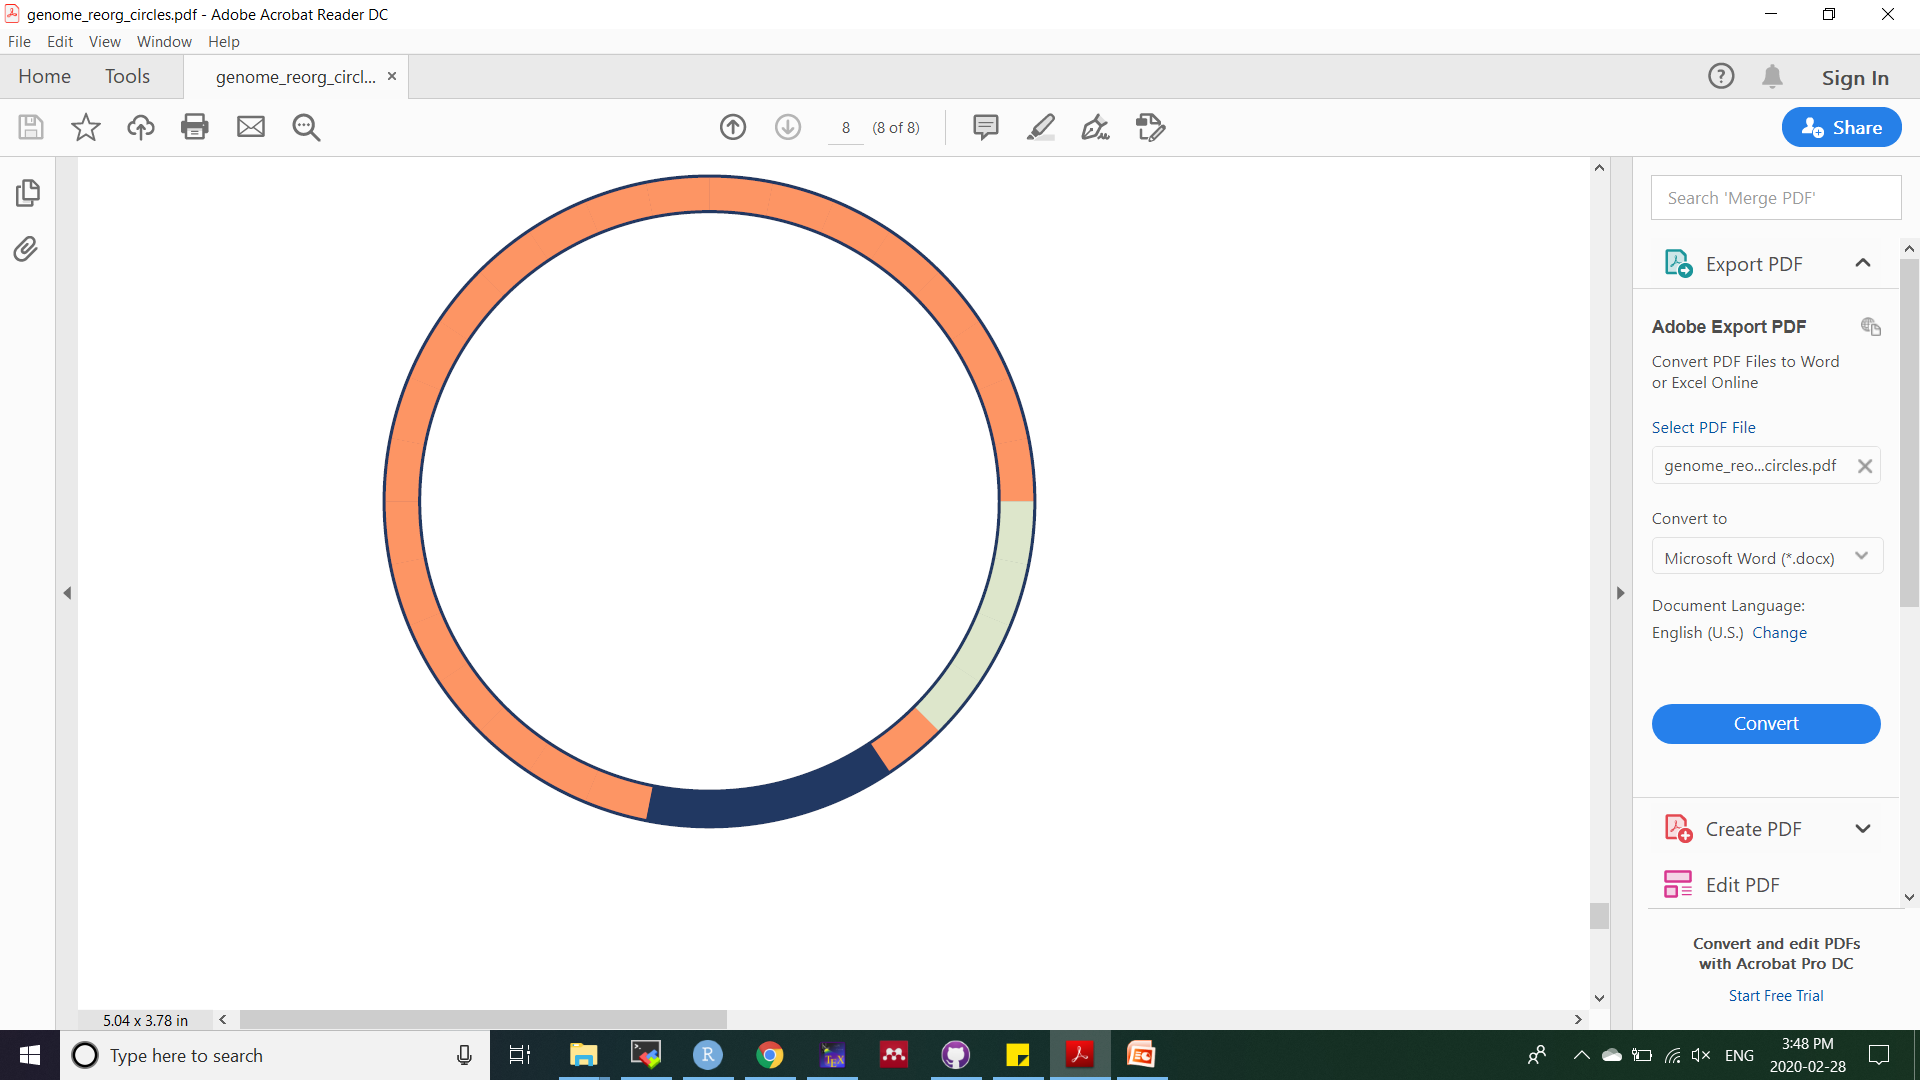 genome_reorg_circles.pdf - Adobe Acrobat Reader DC
File Edit View Window Help
Home Tools genome_reorg_circl... ×
? Sign In
8 (8 of 8)
Share
Search 'Merge PDF'
Export PDF
Adobe Export PDF
Convert PDF Files to Word
or Excel Online
Select PDF File
genome_reo...circles.pdf
Convert to
Microsoft Word (*.docx)
Document Language:
English (U.S.) Change
Convert
Create PDF
Edit PDF
Convert and edit PDFs
with Acrobat Pro DC
Start Free Trial
5.04 x 3.78 in
Type here to search
R
TEX
ENG
3:48 PM
2020-02-28